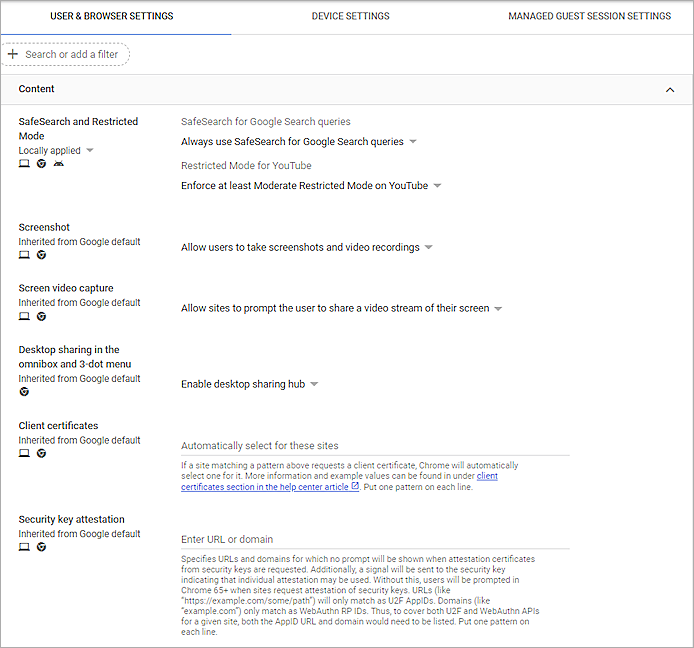 USER & BROWSER SETTINGS
DEVICE SETTINGS
MANAGED GUEST SESSION SETTINGS
Search or add a filter
Content
SafeSearch and Restricted
Mode
Locally applied
SafeSearch for Google Search queries
Always use SafeSearch for Google Search queries
Restricted Mode for YouTube
Enforce at least Moderate Restricted Mode on YouTube
Screenshot
Inherited from Google default
Allow users to take screenshots and video recordings
Screen video capture
Inherited from Google default
Allow sites to prompt the user to share a video stream of their screen
Desktop sharing in the
omnibox and 3-dot menu
Inherited from Google default
Enable desktop sharing hub
Client certificates
Inherited from Google default
Automatically select for these sites
If a site matching a pattern above requests a client certificate, Chrome will automatically
select one for it. More information and example values can be found in under client
certificates section in the help center article. Put one pattern on each line.
Security key attestation
Inherited from Google default
Enter URL or domain
Specifies URLs and domains for which no prompt will be shown when attestation certificates
from security keys are requested. Additionally, a signal will be sent to the security key
indicating that individual attestation may be used. Without this, users will be prompted in
Chrome 65+ when sites request attestation of security keys. URLs (like
"https://example.com/some/path") will only match as U2F AppIDs. Domains (like
"example.com") only match as WebAuthn RP IDs. Thus, to cover both U2F and WebAuthn APIs
for a given site, both the AppID URL and domain would need to be listed. Put one pattern on
each line.